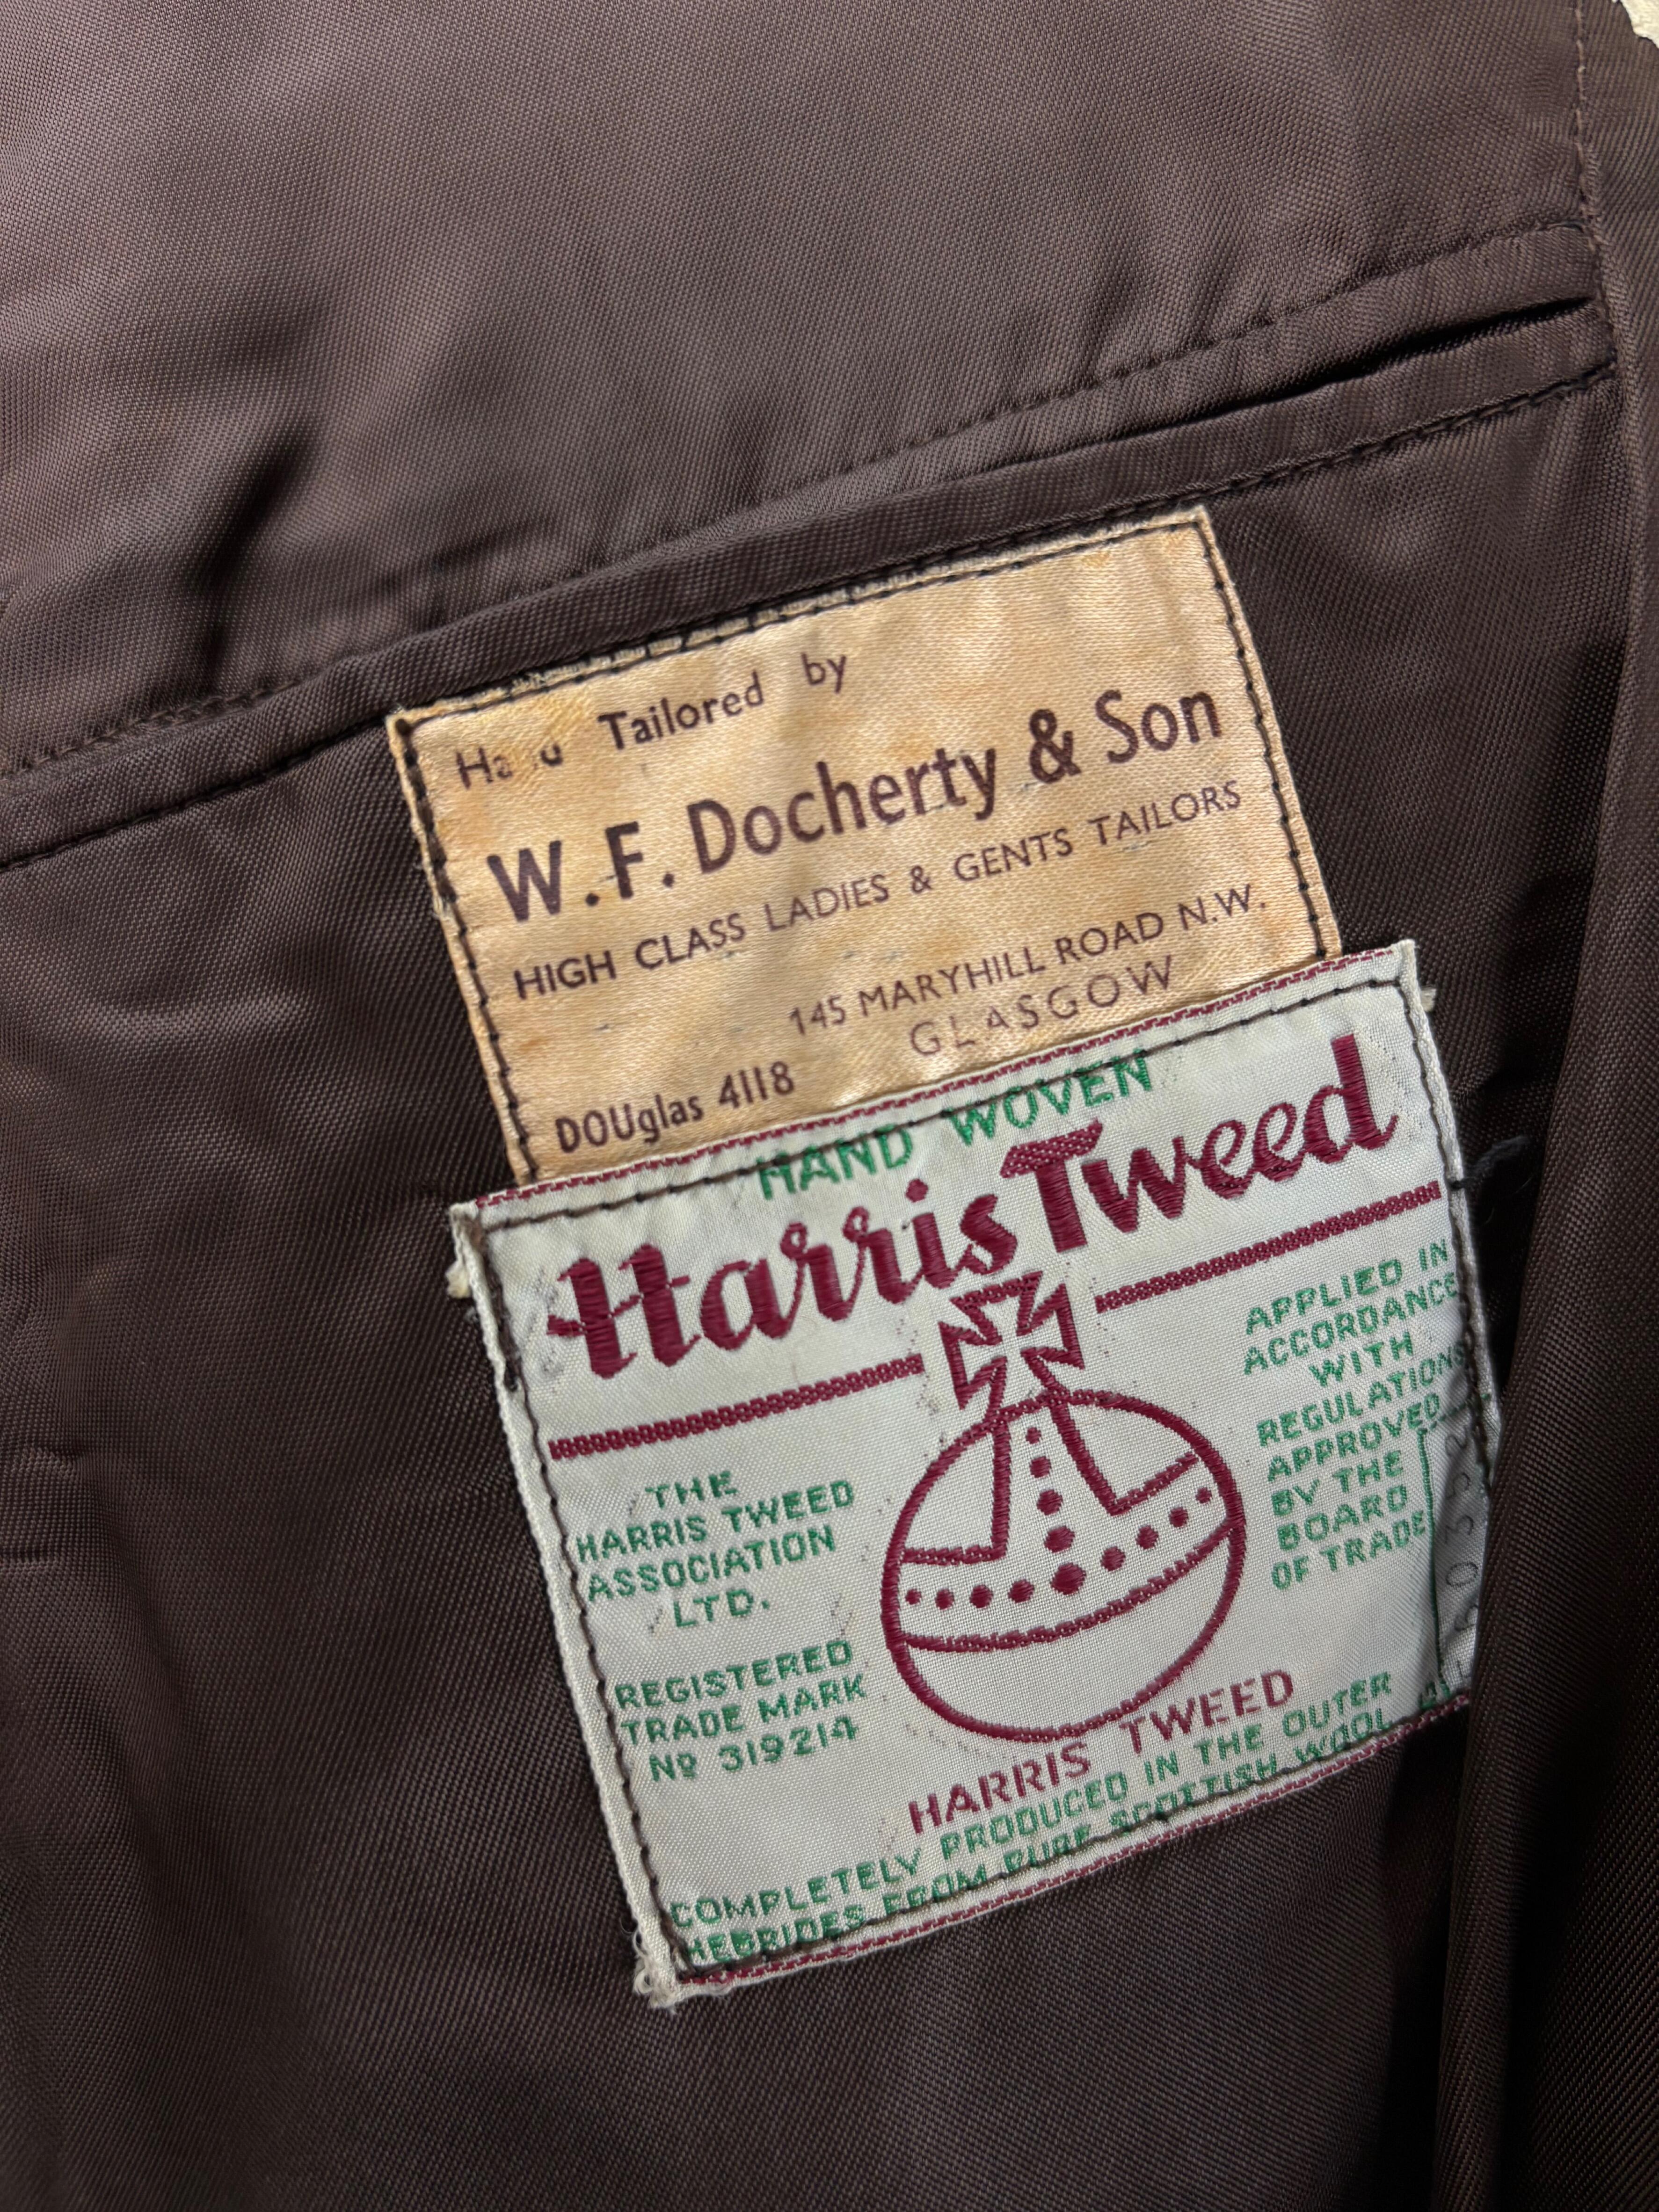 Hand Tailored by
W.F. Docherty & Son
HIGH CLASS LADIES & GENTS TAILORS
145 MARYHILL ROAD N.W.
GLASGOW
DOUglas 4118
HAND WOVEN
Harris Tweed
THE
HARRIS TWEED
ASSOCIATION
LTD.
REGISTERED
TRADE MARK
Nº 319214
APPLIED IN
ACCORDANCE
WITH
REGULATIONS
APPROVED
BY THE
BOARD
OF TRADE
HARRIS TWEED
COMPLETELY PRODUCED IN THE OUTER
HEBRIDES FROM PURE SCOTTISH WOOL